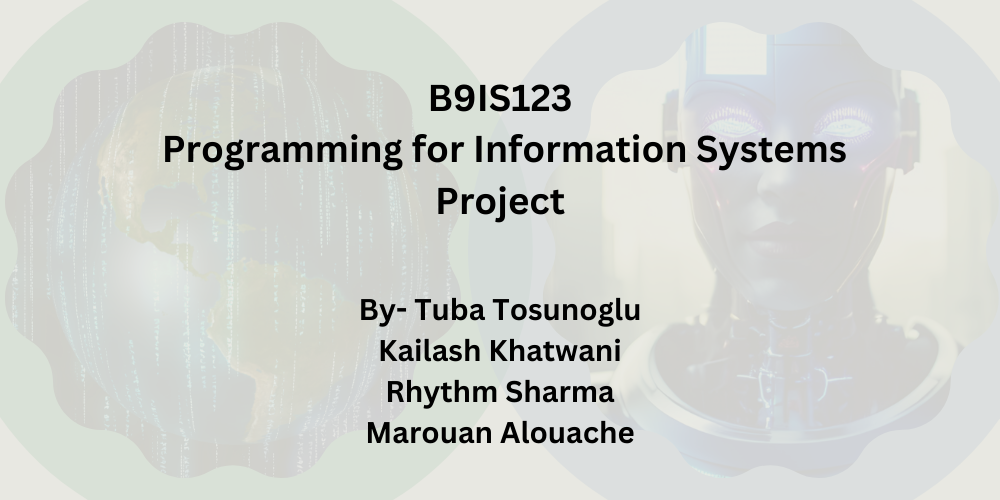 B9IS123
Programming for Information Systems
Project
By- Tuba Tosunoglu
Kailash Khatwani
Rhythm Sharma
Marouan Alouache